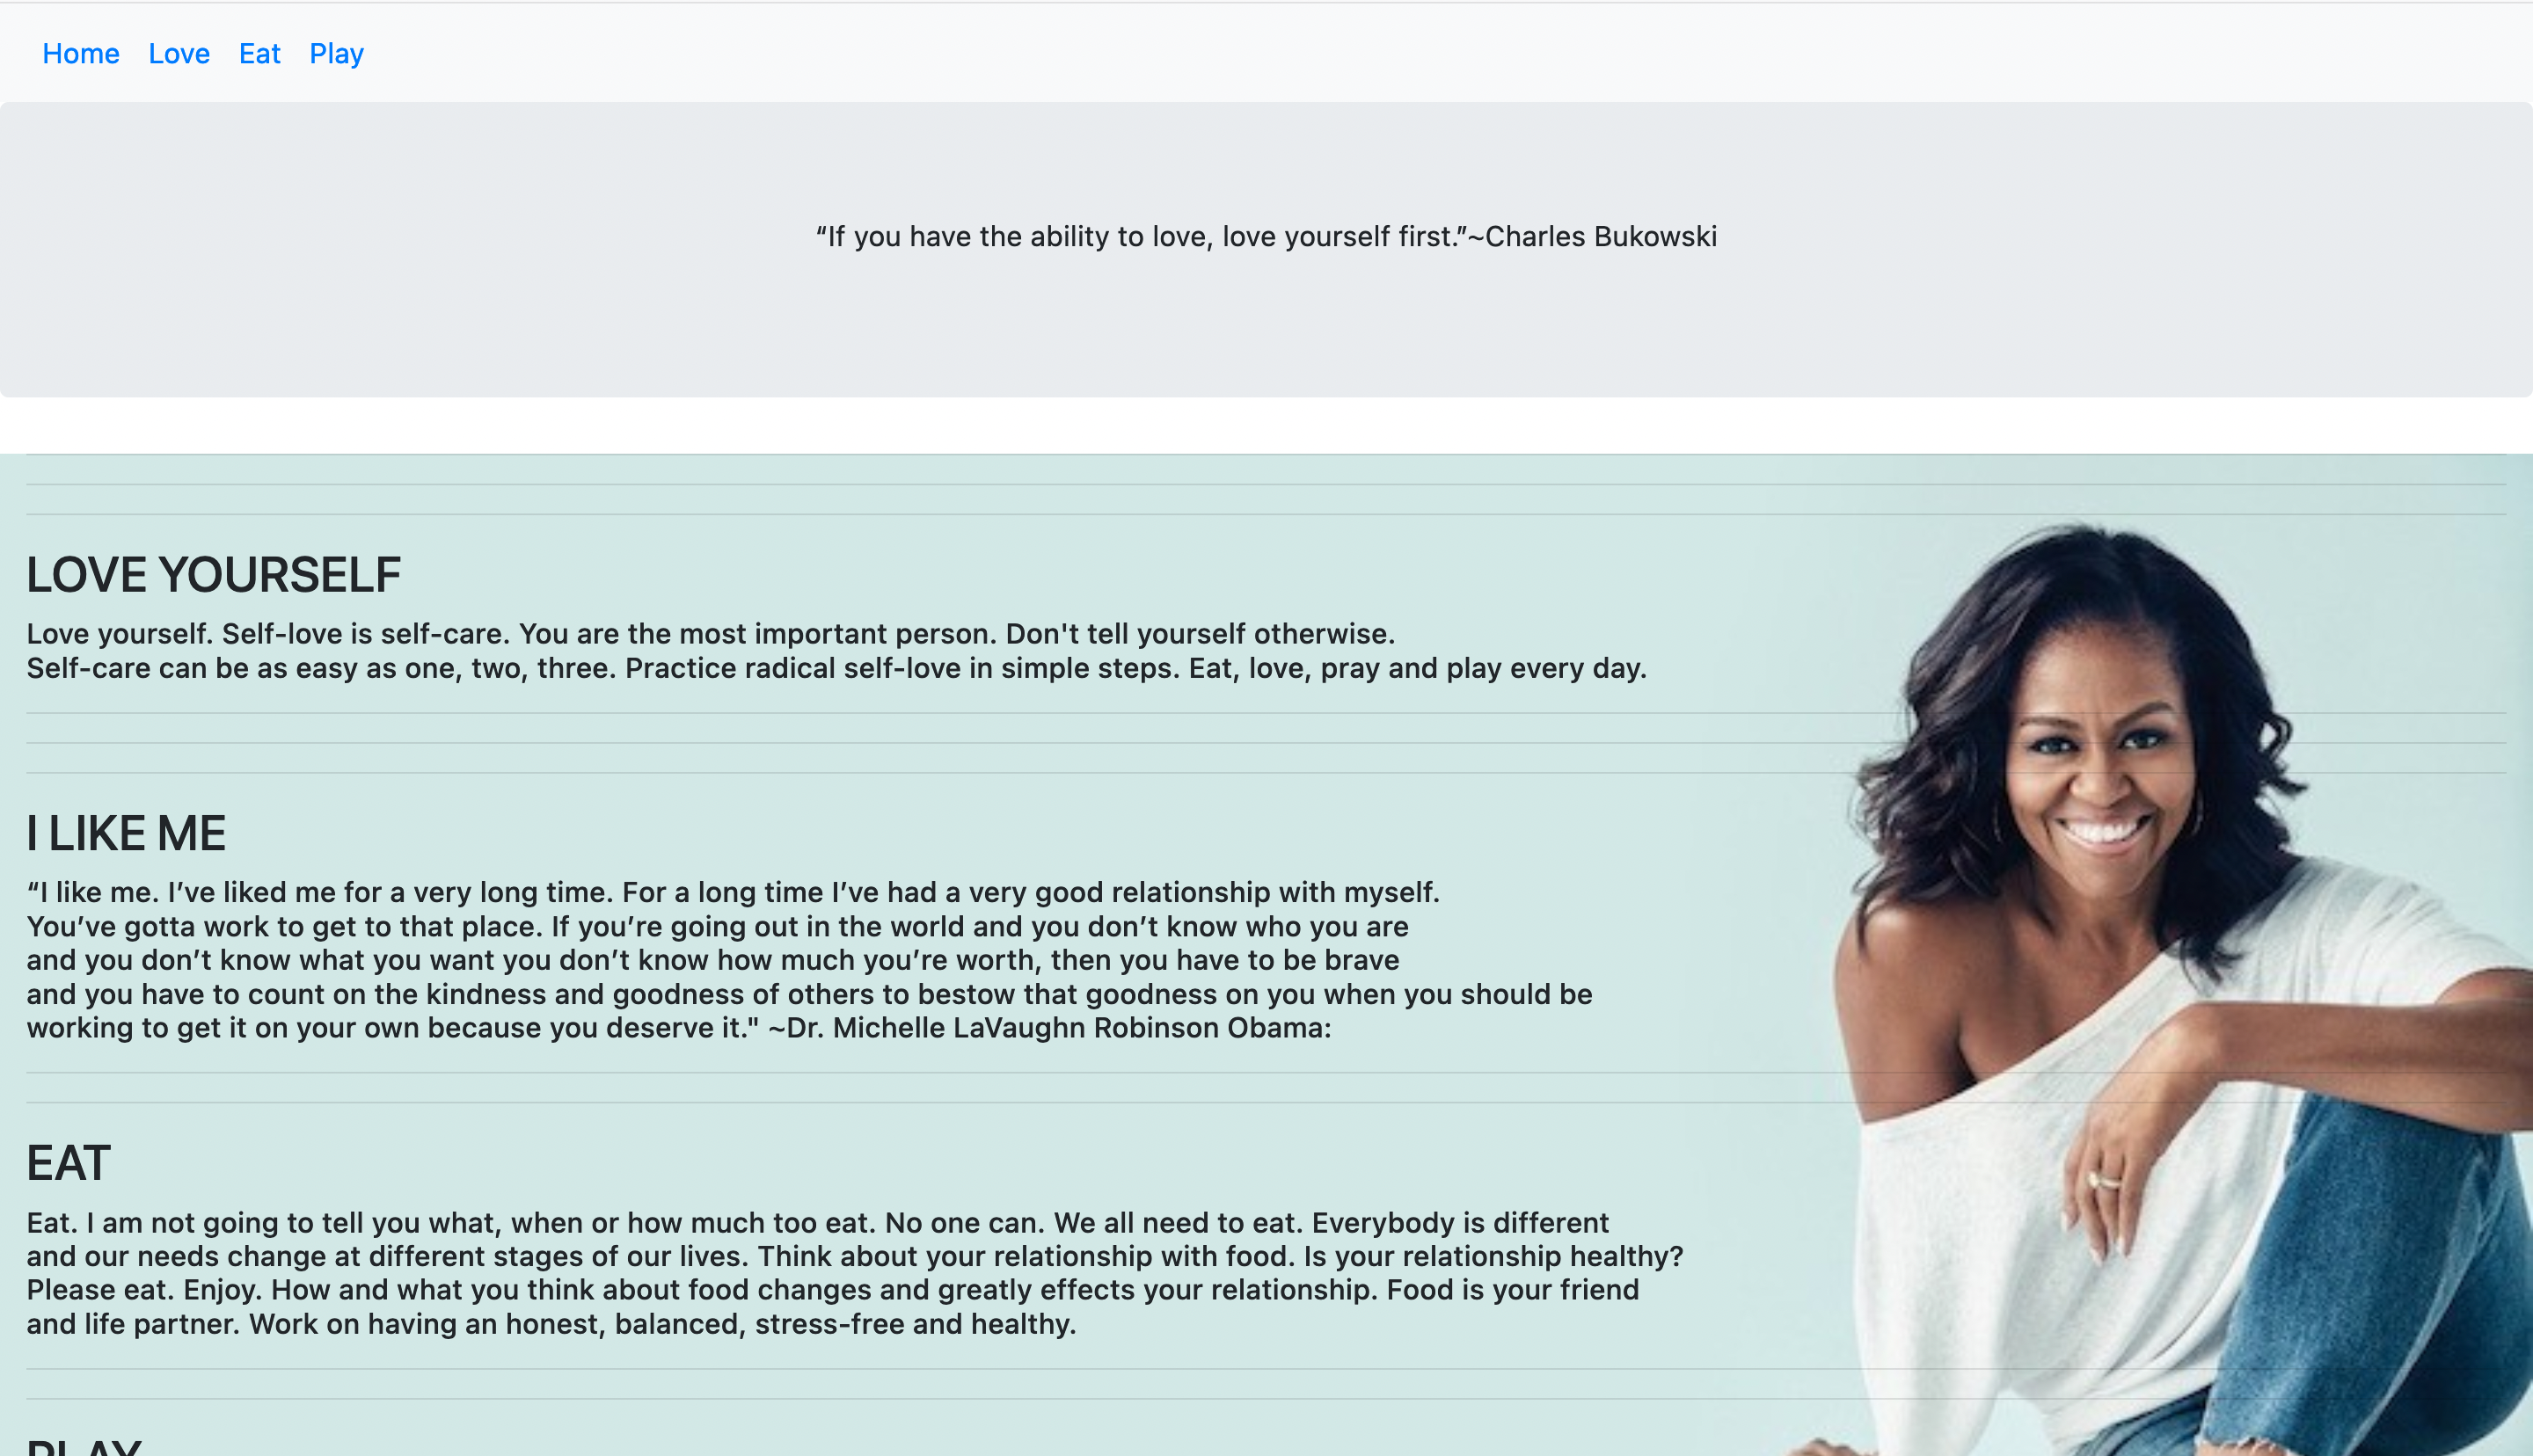 Home Love Eat Play
“If you have the ability to love, love yourself first.”~Charles Bukowski
LOVE YOURSELF
Love yourself. Self-love is self-care. You are the most important person. Don't tell yourself otherwise.
Self-care can be as easy as one, two, three. Practice radical self-love in simple steps. Eat, love, pray and play every day.
I LIKE ME
“I like me. I’ve liked me for a very long time. For a long time I’ve had a very good relationship with myself.
You’ve gotta work to get to that place. If you’re going out in the world and you don’t know who you are
and you don’t know what you want you don’t know how much you’re worth, then you have to be brave
and you have to count on the kindness and goodness of others to bestow that goodness on you when you should be
working to get it on your own because you deserve it." ~Dr. Michelle LaVaughn Robinson Obama:
EAT
Eat. I am not going to tell you what, when or how much too eat. No one can. We all need to eat. Everybody is different
and our needs change at different stages of our lives. Think about your relationship with food. Is your relationship healthy?
Please eat. Enjoy. How and what you think about food changes and greatly effects your relationship. Food is your friend
and life partner. Work on having an honest, balanced, stress-free and healthy.
PLAY